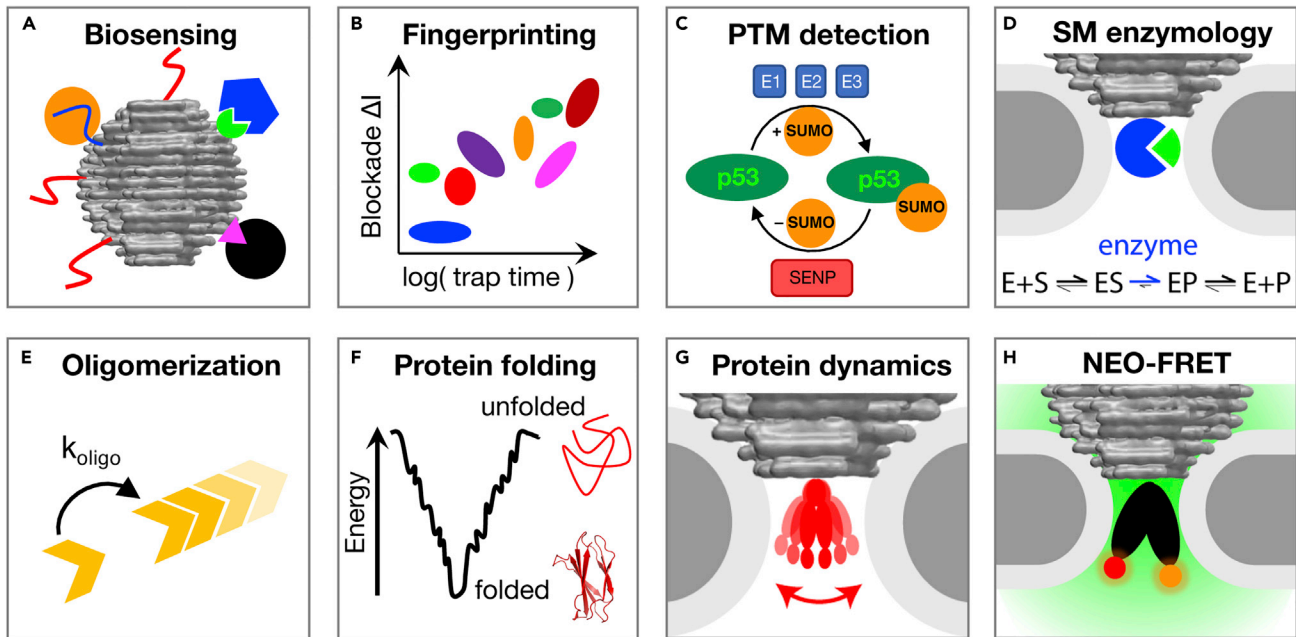 A Biosensing
B Fingerprinting
Blockade ΔI
log( trap time )
C PTM detection
E1 E2 E3
+ SUMO
p53 p53
SUMO
− SUMO
SENP
D SM enzymology
enzyme
E+S ⇌ ES ⇌ EP ⇌ E+P
E Oligomerization
koligo
F Protein folding
unfolded
Energy
folded
G Protein dynamics
H NEO-FRET